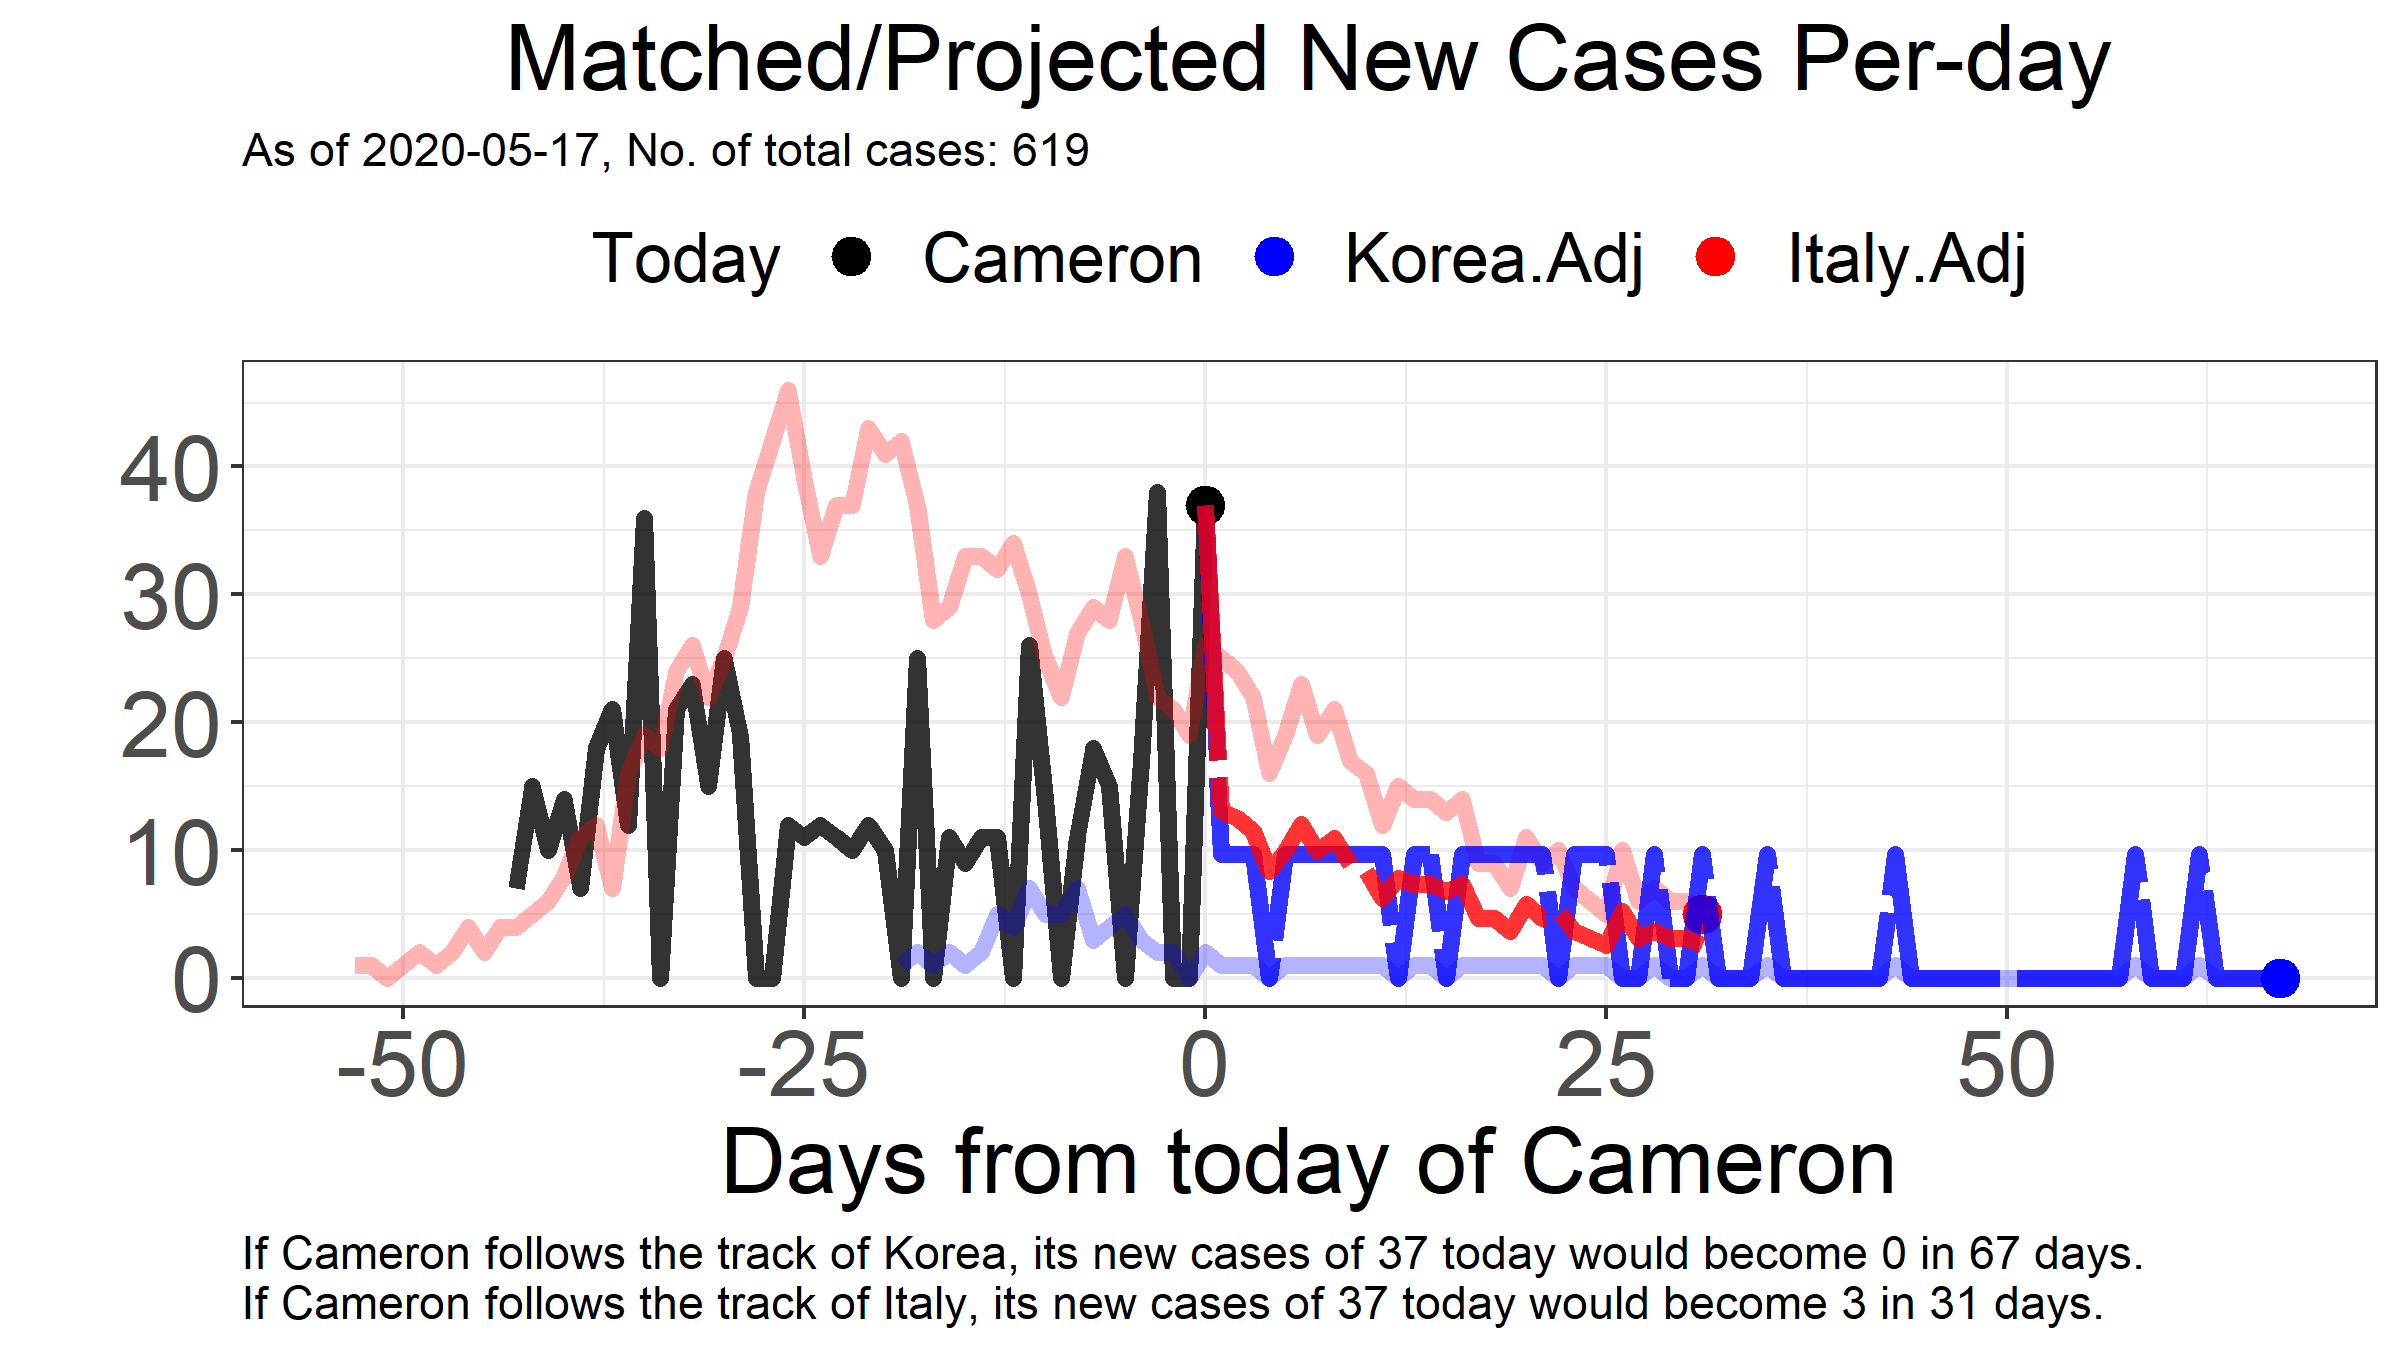 Matched/Projected New Cases Per-day
As of 2020-05-17, No. of total cases: 619
Today Cameron Korea.Adj Italy.Adj
40
30
20
10
0
-50 -25 0 25 50
Days from today of Cameron
If Cameron follows the track of Korea, its new cases of 37 today would become 0 in 67 days.
If Cameron follows the track of Italy, its new cases of 37 today would become 3 in 31 days.